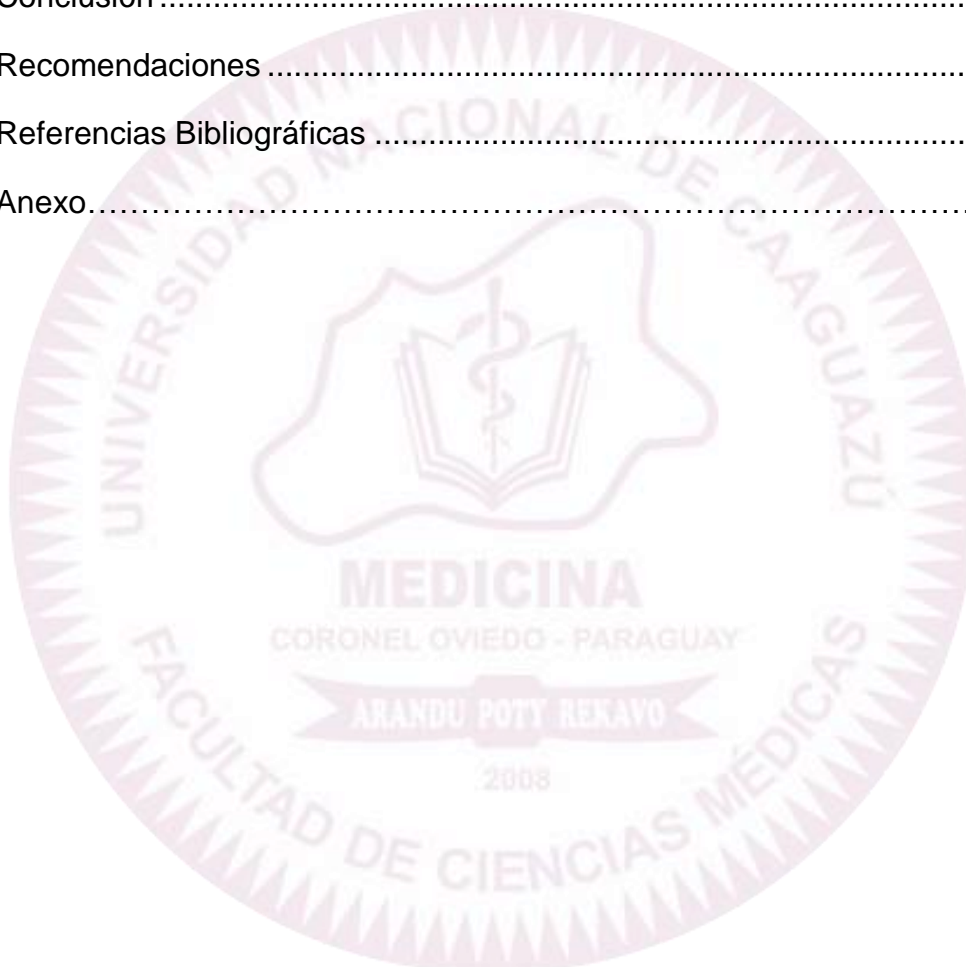 Conclusión ........................................................................................
Recomendaciones ..............................................................................
Referencias Bibliográficas ..................................................................
Anexo…………………………………………………………………………
UNIVERSIDAD NACIONAL DE CAAGUAZÚ
MEDICINA
CORONEL OVIEDO - PARAGUAY
ARANDU POTY REKAVO
2008
FACULTAD DE CIENCIAS MÉDICAS